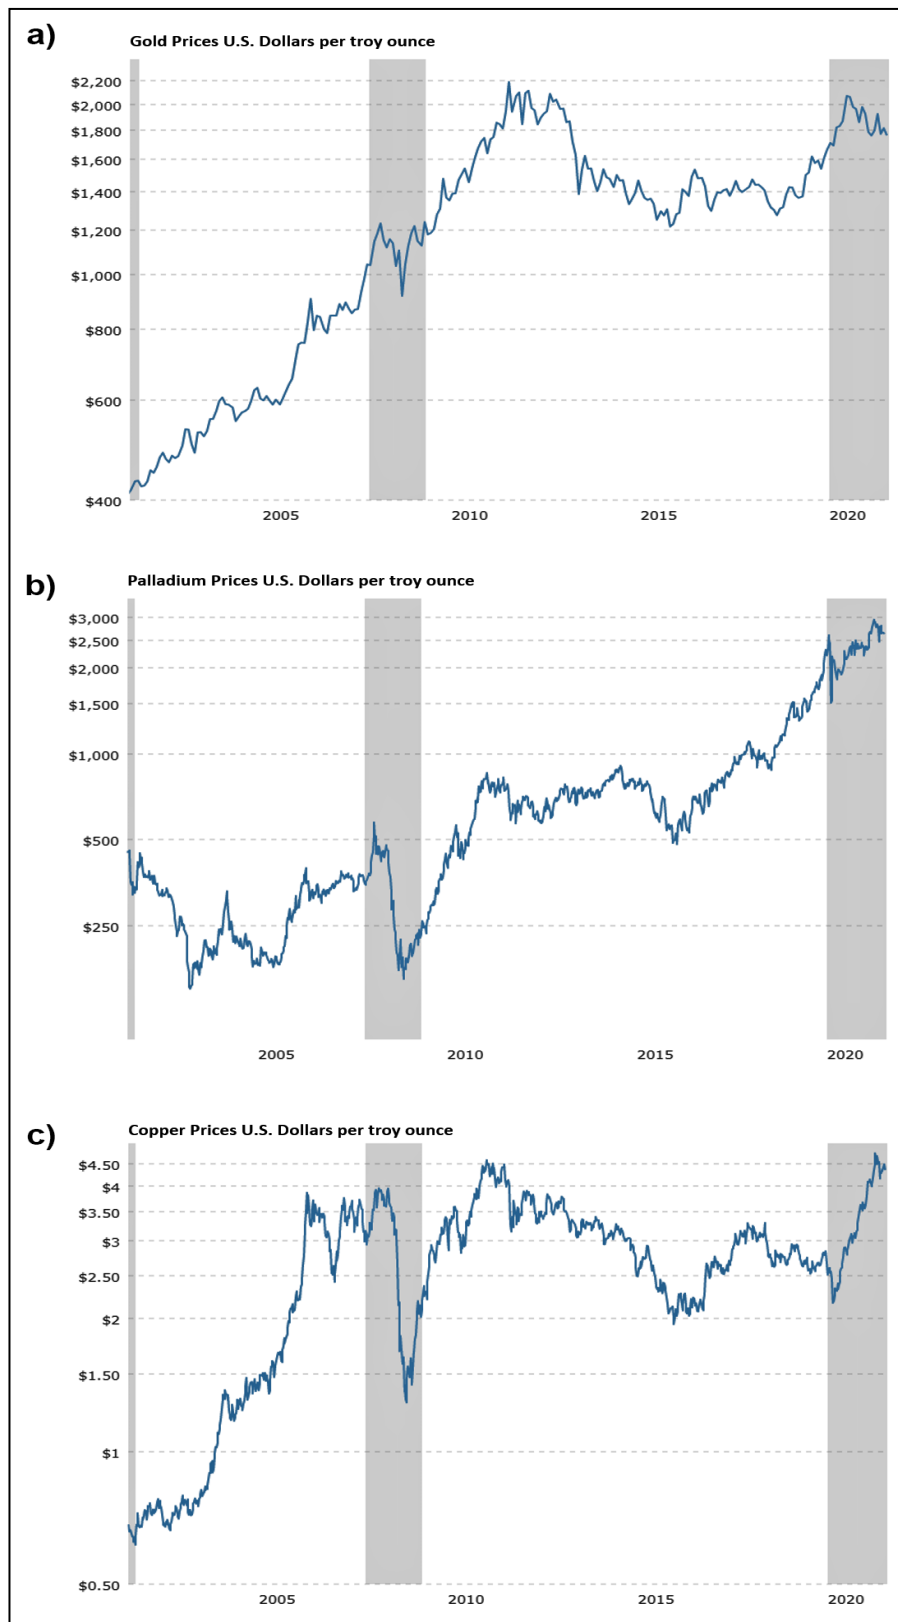 a)
Gold Prices U.S. Dollars per troy ounce
$2,200
$2,000
$1,800
$1,600
$1,400
$1,200
$1,000
$800
$600
$400
2005 2010 2015 2020
b)
Palladium Prices U.S. Dollars per troy ounce
$3,000
$2,500
$2,000
$1,500
$1,000
$500
$250
2005 2010 2015 2020
c)
Copper Prices U.S. Dollars per troy ounce
$4.50
$4
$3.50
$3
$2.50
$2
$1.50
$1
$0.50
2005 2010 2015 2020